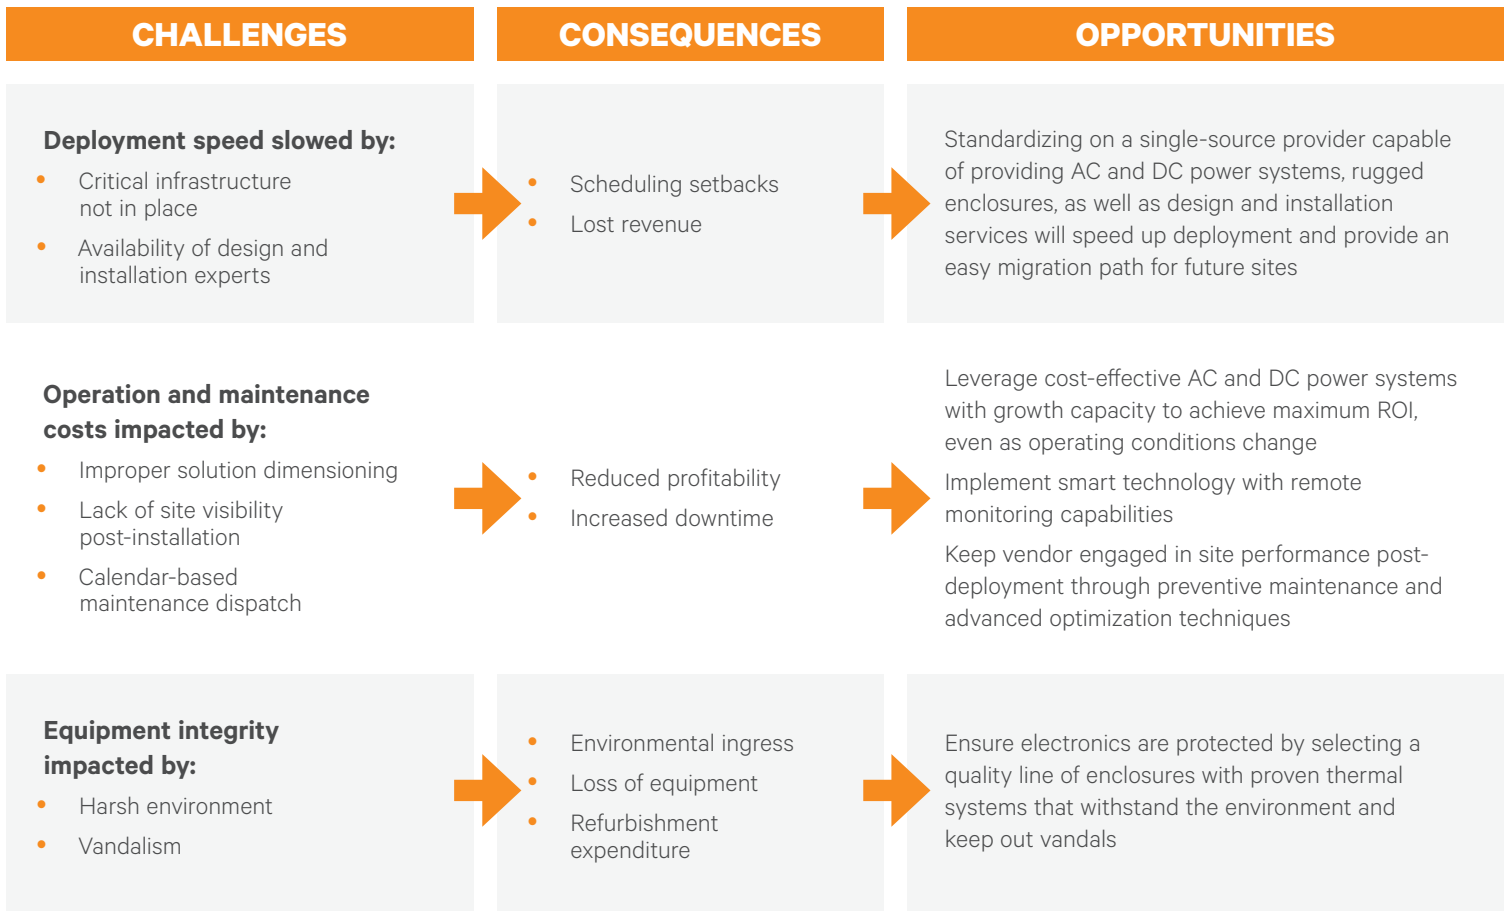 CHALLENGES
CONSEQUENCES
OPPORTUNITIES
Deployment speed slowed by:
• Critical infrastructure
not in place
• Availability of design and
installation experts
• Scheduling setbacks
• Lost revenue
Standardizing on a single-source provider capable
of providing AC and DC power systems, rugged
enclosures, as well as design and installation
services will speed up deployment and provide an
easy migration path for future sites
Operation and maintenance
costs impacted by:
• Improper solution dimensioning
• Lack of site visibility
post-installation
• Calendar-based
maintenance dispatch
• Reduced profitability
• Increased downtime
Leverage cost-effective AC and DC power systems
with growth capacity to achieve maximum ROI,
even as operating conditions change
Implement smart technology with remote
monitoring capabilities
Keep vendor engaged in site performance post-
deployment through preventive maintenance and
advanced optimization techniques
Equipment integrity
impacted by:
• Harsh environment
• Vandalism
• Environmental ingress
• Loss of equipment
• Refurbishment
expenditure
Ensure electronics are protected by selecting a
quality line of enclosures with proven thermal
systems that withstand the environment and
keep out vandals